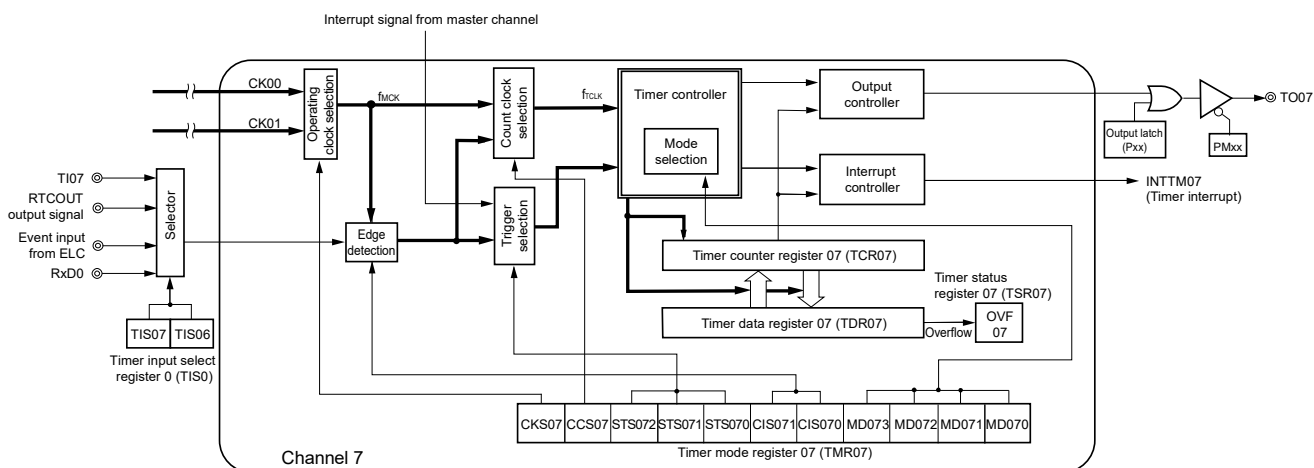 Interrupt signal from master channel
CK00
CK01
Operating
clock selection
fMCK
Count clock
selection
fTCLK
Timer controller
Mode
selection
Output
controller
Interrupt
controller
Output latch
(Pxx)
PMxx
TO07
INTTM07
(Timer interrupt)
TI07
RTCOUT
output signal
Event input
from ELC
RxD0
Selector
Edge
detection
Trigger
selection
Timer counter register 07 (TCR07)
Timer status
register 07 (TSR07)
Timer data register 07 (TDR07)
Overflow
OVF
07
TIS07 TIS06
Timer input select
register 0 (TIS0)
CKS07 CCS07 STS072 STS071 STS070 CIS071 CIS070 MD073 MD072 MD071 MD070
Timer mode register 07 (TMR07)
Channel 7